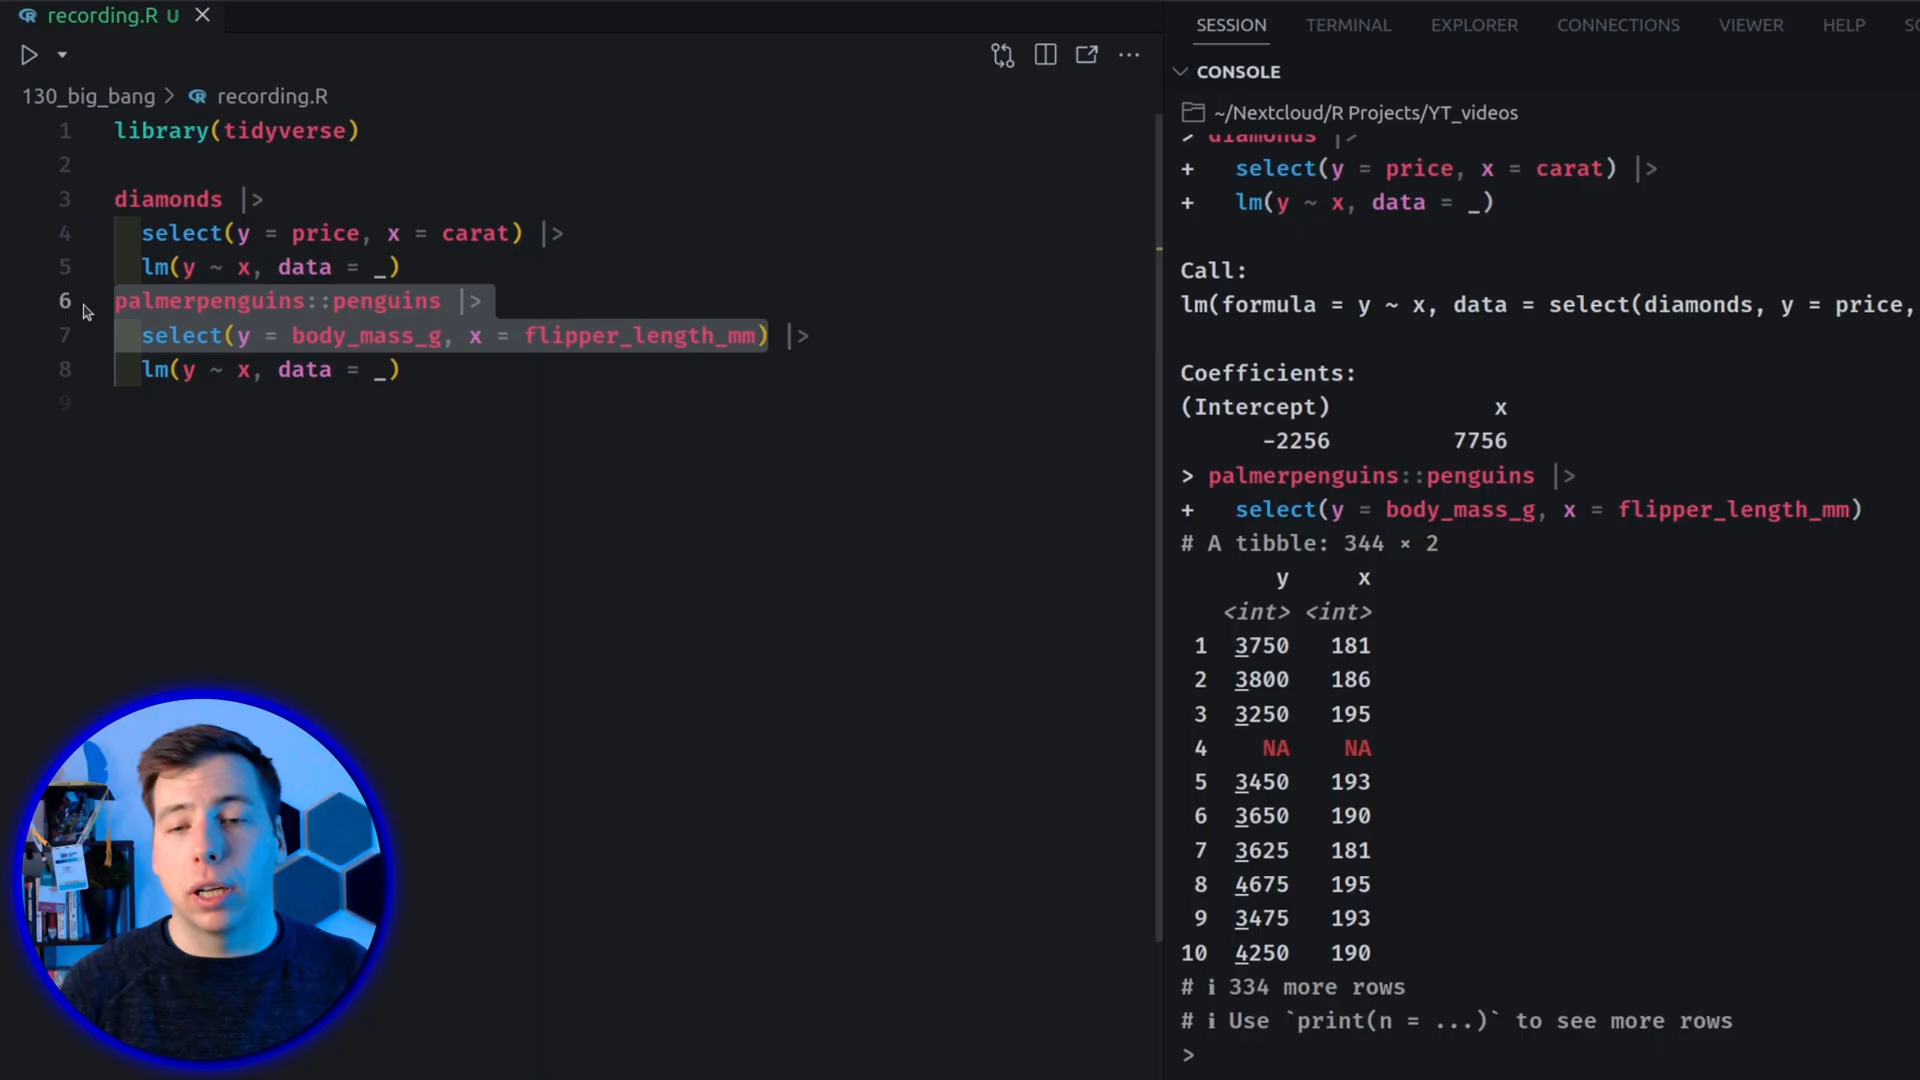 recording.R U
130_big_bang > recording.R
1 library(tidyverse)
2
3 diamonds |>
4 select(y = price, x = carat) |>
5 lm(y ~ x, data = _)
6 palmerpenguins::penguins |>
7 select(y = body_mass_g, x = flipper_length_mm) |>
8 lm(y ~ x, data = _)
9
SESSION TERMINAL EXPLORER CONNECTIONS VIEWER HELP
CONSOLE
~/Nextcloud/R Projects/YT_videos
> diamonds |>
+ select(y = price, x = carat) |>
+ lm(y ~ x, data = _)
Call:
lm(formula = y ~ x, data = select(diamonds, y = price,
Coefficients:
(Intercept) x
-2256 7756
> palmerpenguins::penguins |>
+ select(y = body_mass_g, x = flipper_length_mm)
# A tibble: 344 × 2
y x
<int> <int>
1 3750 181
2 3800 186
3 3250 195
4 NA NA
5 3450 193
6 3650 190
7 3625 181
8 4675 195
9 3475 193
10 4250 190
# ℹ 334 more rows
# ℹ Use `print(n = ...)` to see more rows
>